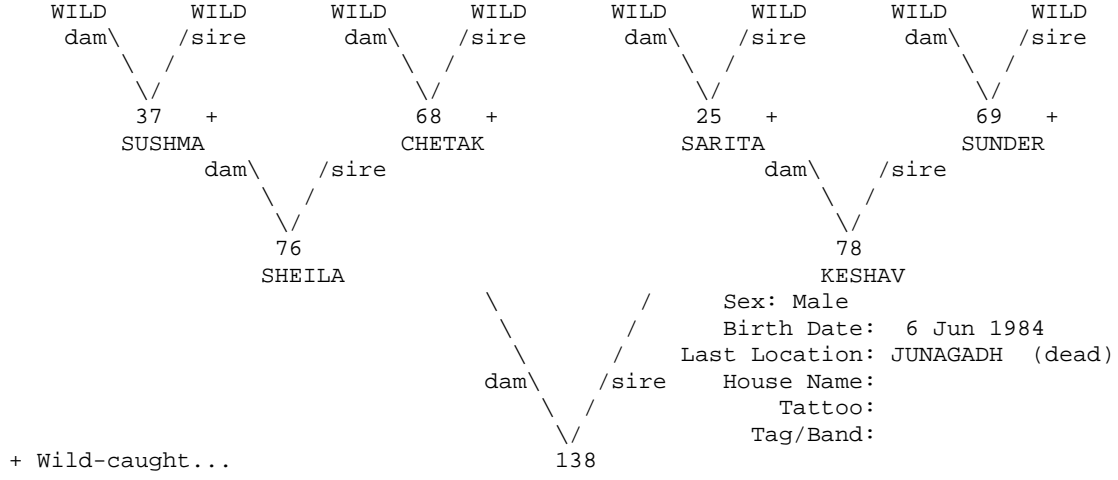 WILD WILD WILD WILD WILD WILD WILD WILD
dam\ /sire dam\ /sire dam\ /sire dam\ /sire
\ / \ / \ / \ /
\/ \/ \/ \/
37 + 68 + 25 + 69 +
SUSHMA CHETAK SARITA SUNDER
dam\ /sire dam\ /sire
\ / \ /
\/ \/
76 78
SHEILA KESHAV
\ / Sex: Male
\ / Birth Date: 6 Jun 1984
\ / Last Location: JUNAGADH (dead)
dam\ /sire House Name:
\ / Tattoo:
\/ Tag/Band:
+ Wild-caught... 138